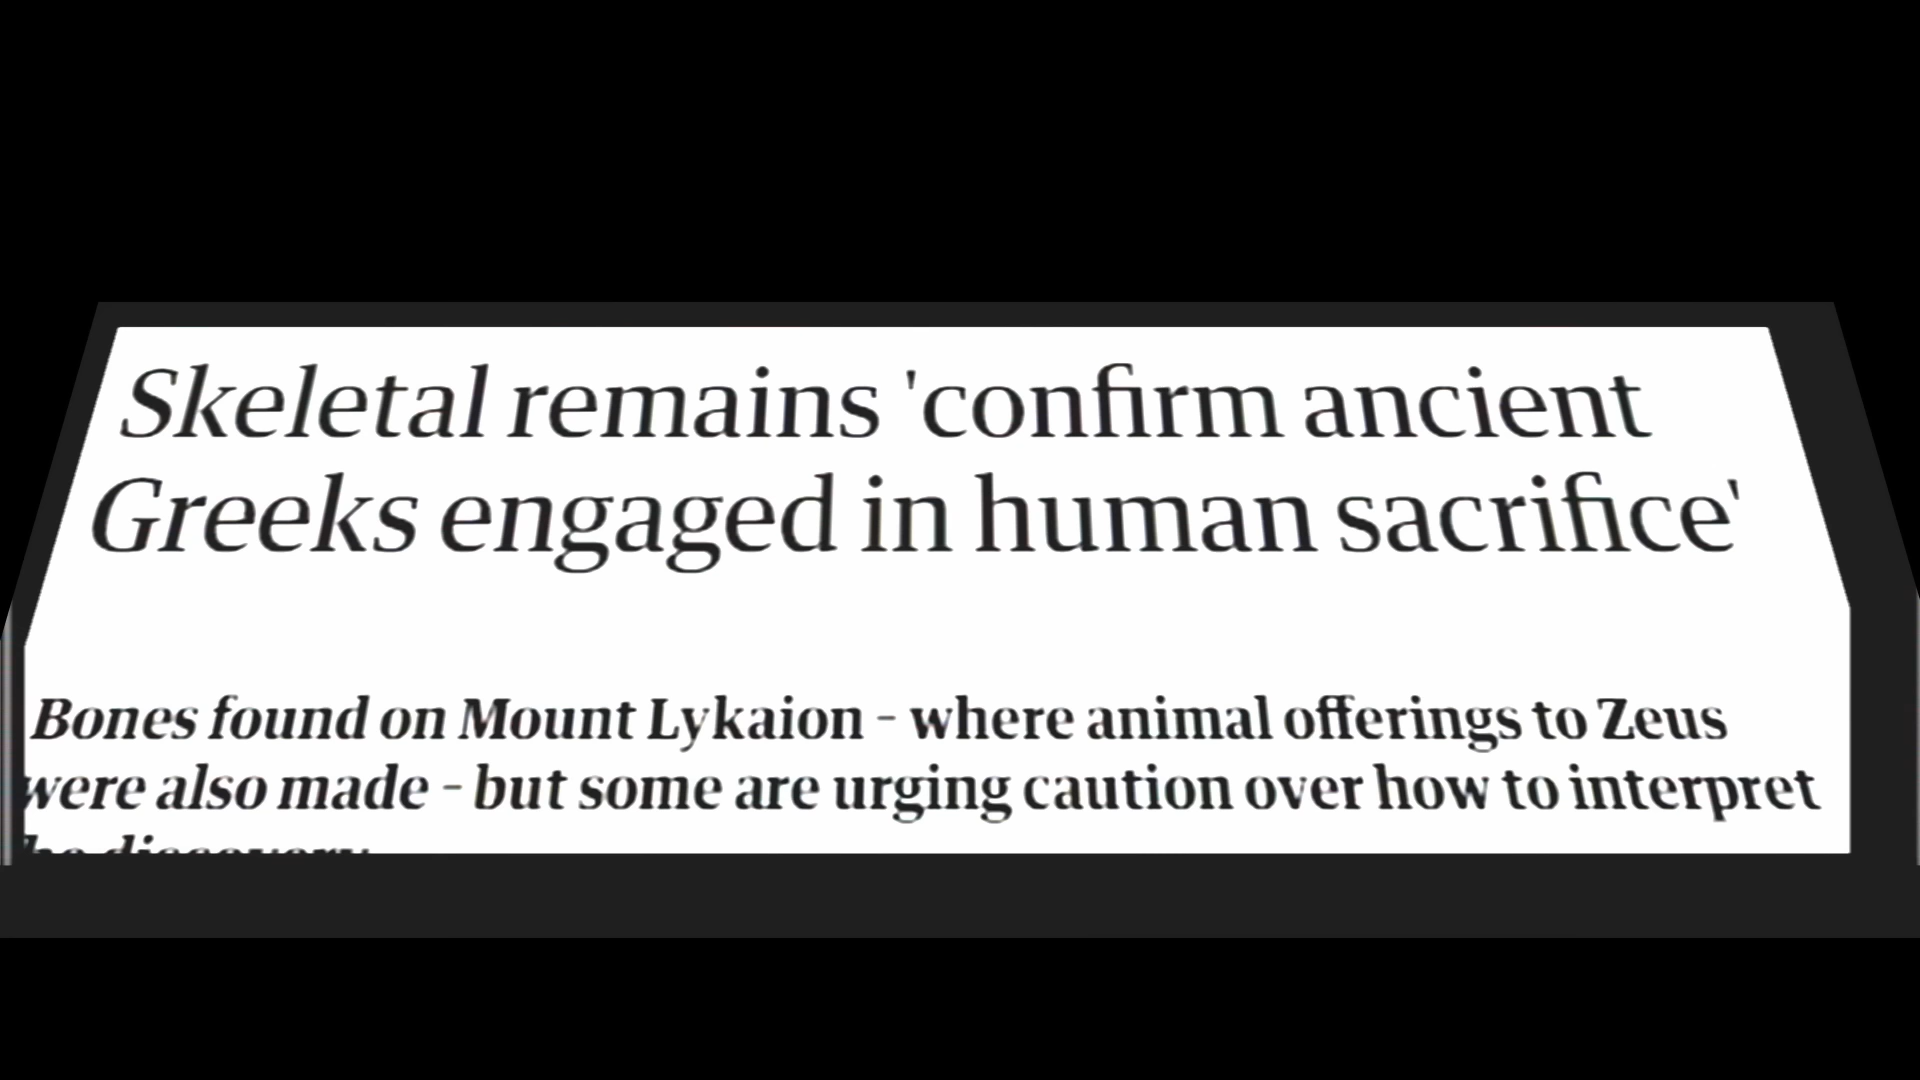 Skeletal remains 'confirm ancient
Greeks engaged in human sacrifice'
Bones found on Mount Lykaion - where animal offerings to Zeus
were also made - but some are urging caution over how to interpret
discovery